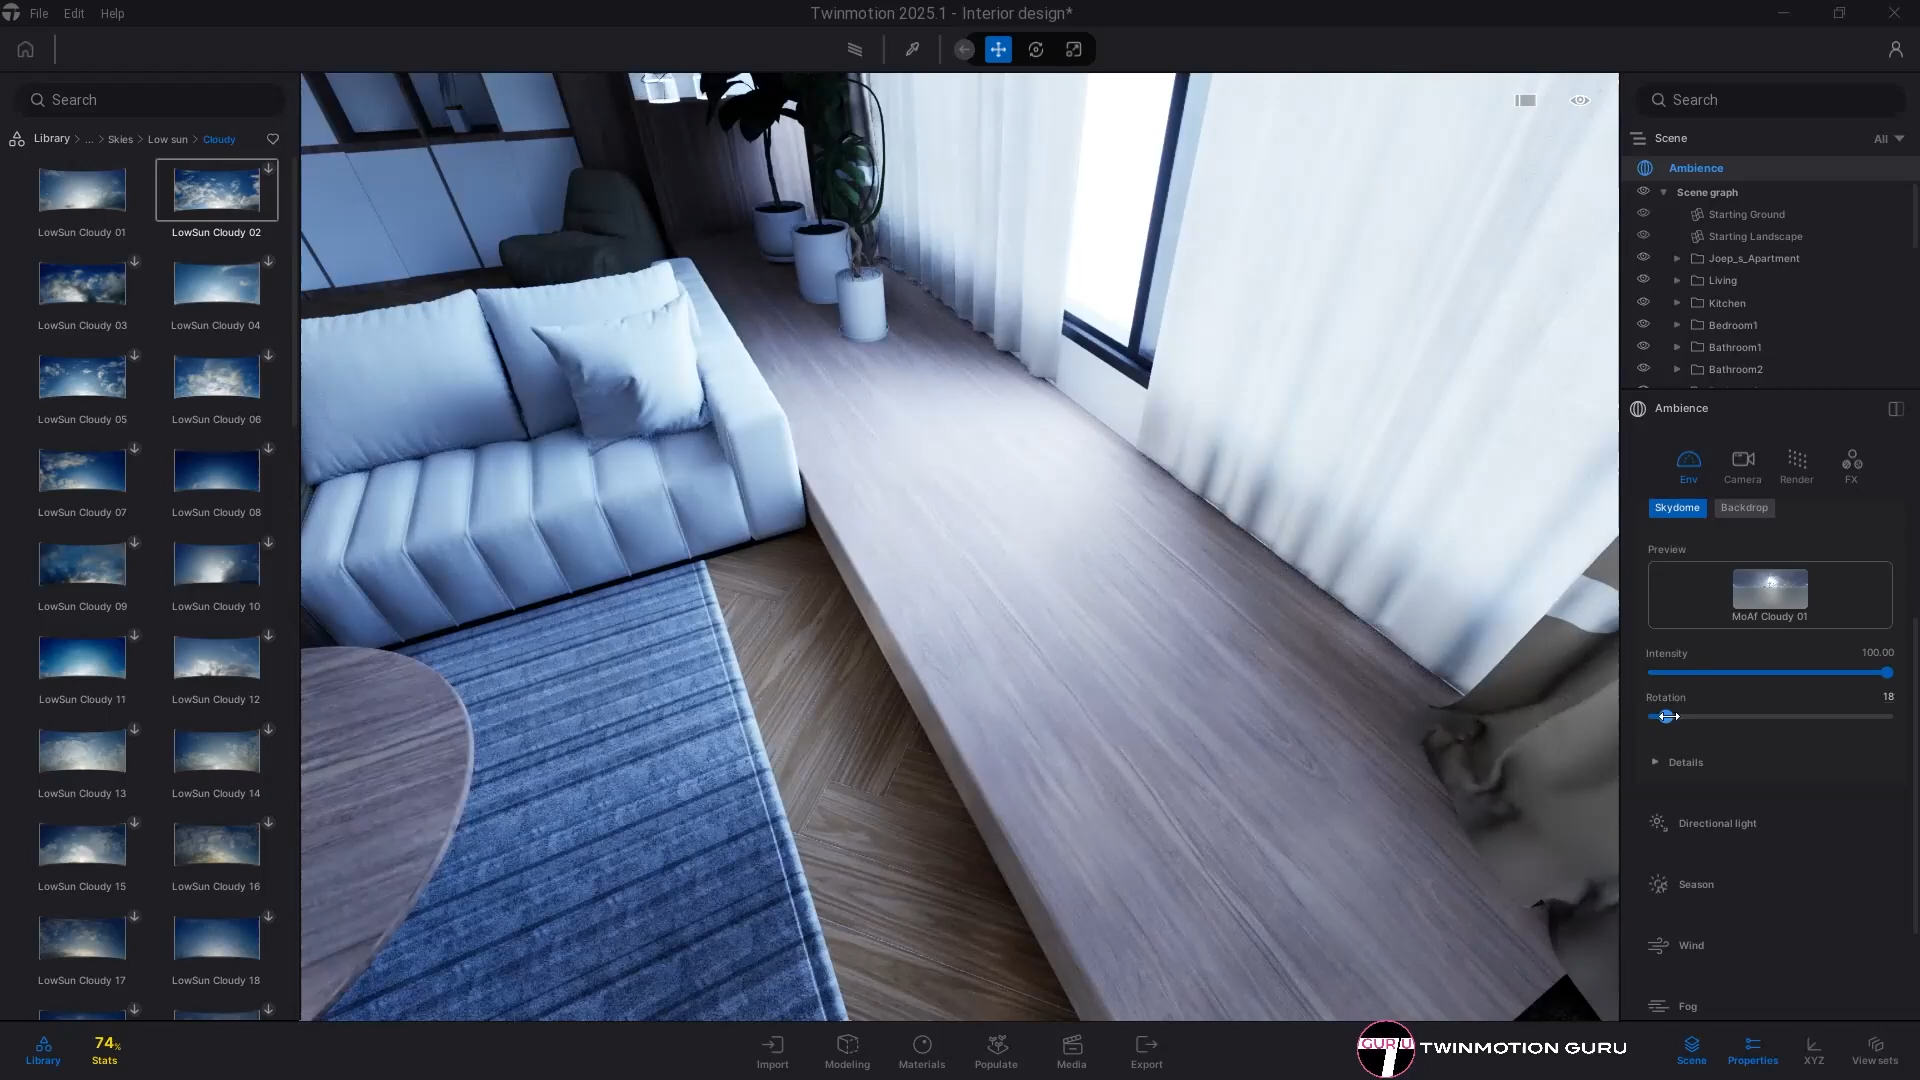 File Edit Help
Twinmotion 2025.1 - Interior design*
Search
Library > ... > Skies > Low sun > Cloudy
LowSun Cloudy 01
LowSun Cloudy 02
LowSun Cloudy 03
LowSun Cloudy 04
LowSun Cloudy 05
LowSun Cloudy 06
LowSun Cloudy 07
LowSun Cloudy 08
LowSun Cloudy 09
LowSun Cloudy 10
LowSun Cloudy 11
LowSun Cloudy 12
LowSun Cloudy 13
LowSun Cloudy 14
LowSun Cloudy 15
LowSun Cloudy 16
LowSun Cloudy 17
LowSun Cloudy 18
Search
Scene All
Ambience
Scene graph
Starting Ground
Starting Landscape
Joep_s_Apartment
Living
Kitchen
Bedroom1
Bathroom1
Bathroom2
Ambience
Env Camera Render FX
Skydome Backdrop
Preview
MoAf Cloudy 01
Intensity 100.00
Rotation 18
Details
Directional light
Season
Wind
Fog
Library
74%
Stats
Import Modeling Materials Populate Media Export
GURU
TWINMOTION GURU
Scene Properties XYZ View sets